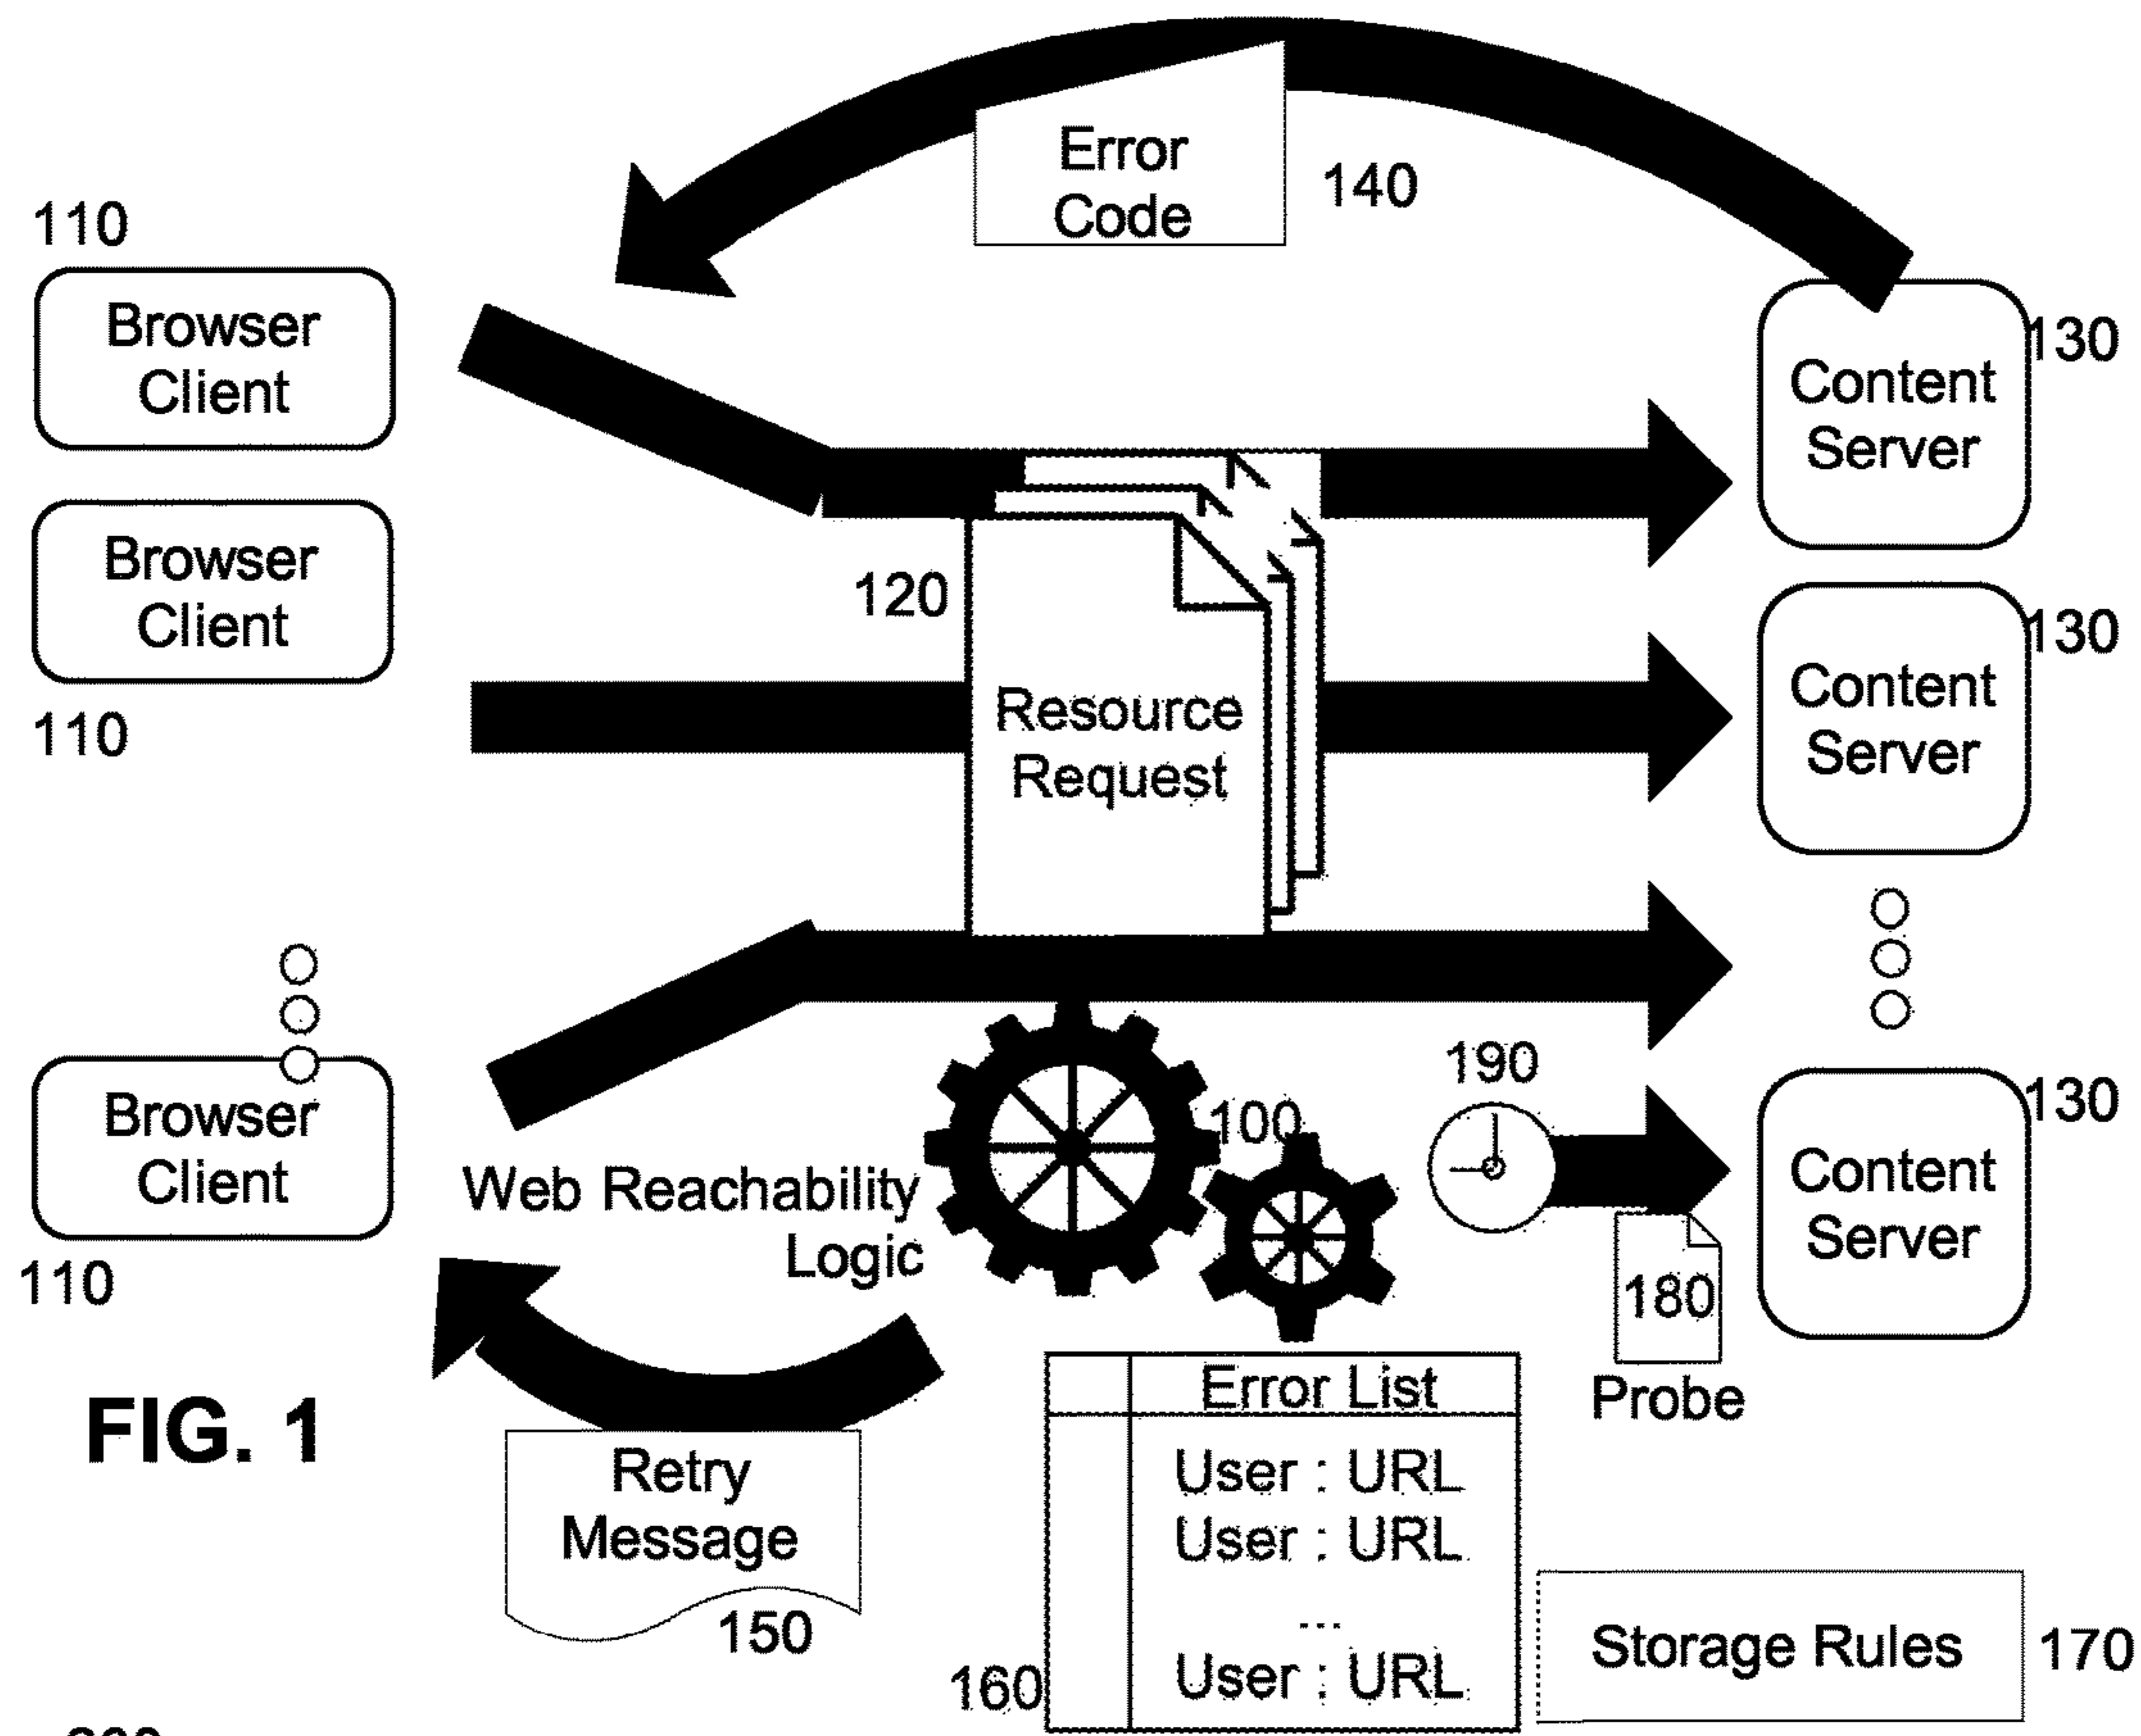 Error
Code
140
110
Browser
Client
130
Content
Server
Browser
Client
110
120
Resource
Request
130
Content
Server
Browser
Client
110
Web Reachability
Logic
100
190
130
Content
Server
180
Probe
FIG. 1
Retry
Message
150
Error List
User : URL
User : URL
...
User : URL
160
Storage Rules
170